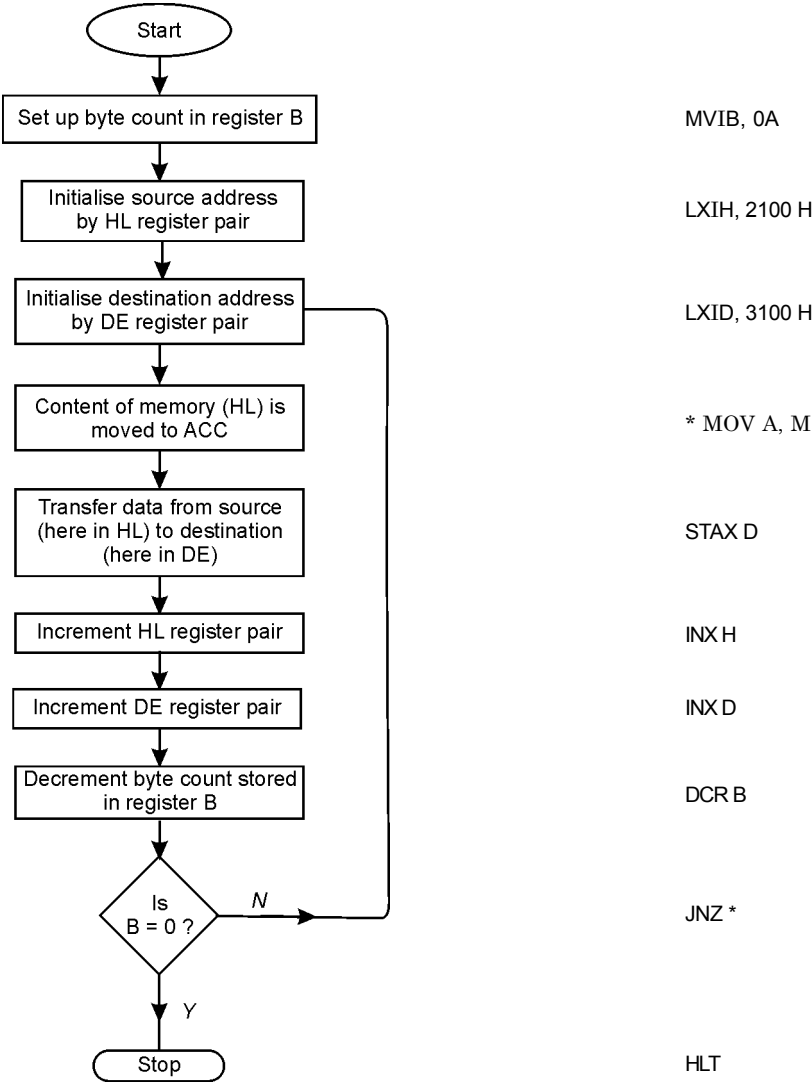 Start
Set up byte count in register B
MVIB, 0A
Initialise source address
by HL register pair
LXIH, 2100 H
Initialise destination address
by DE register pair
LXID, 3100 H
Content of memory (HL) is
moved to ACC
* MOV A, M
Transfer data from source
(here in HL) to destination
(here in DE)
STAX D
Increment HL register pair
INX H
Increment DE register pair
INX D
Decrement byte count stored
in register B
DCR B
Is
B = 0 ?
N
JNZ *
Y
Stop
HLT